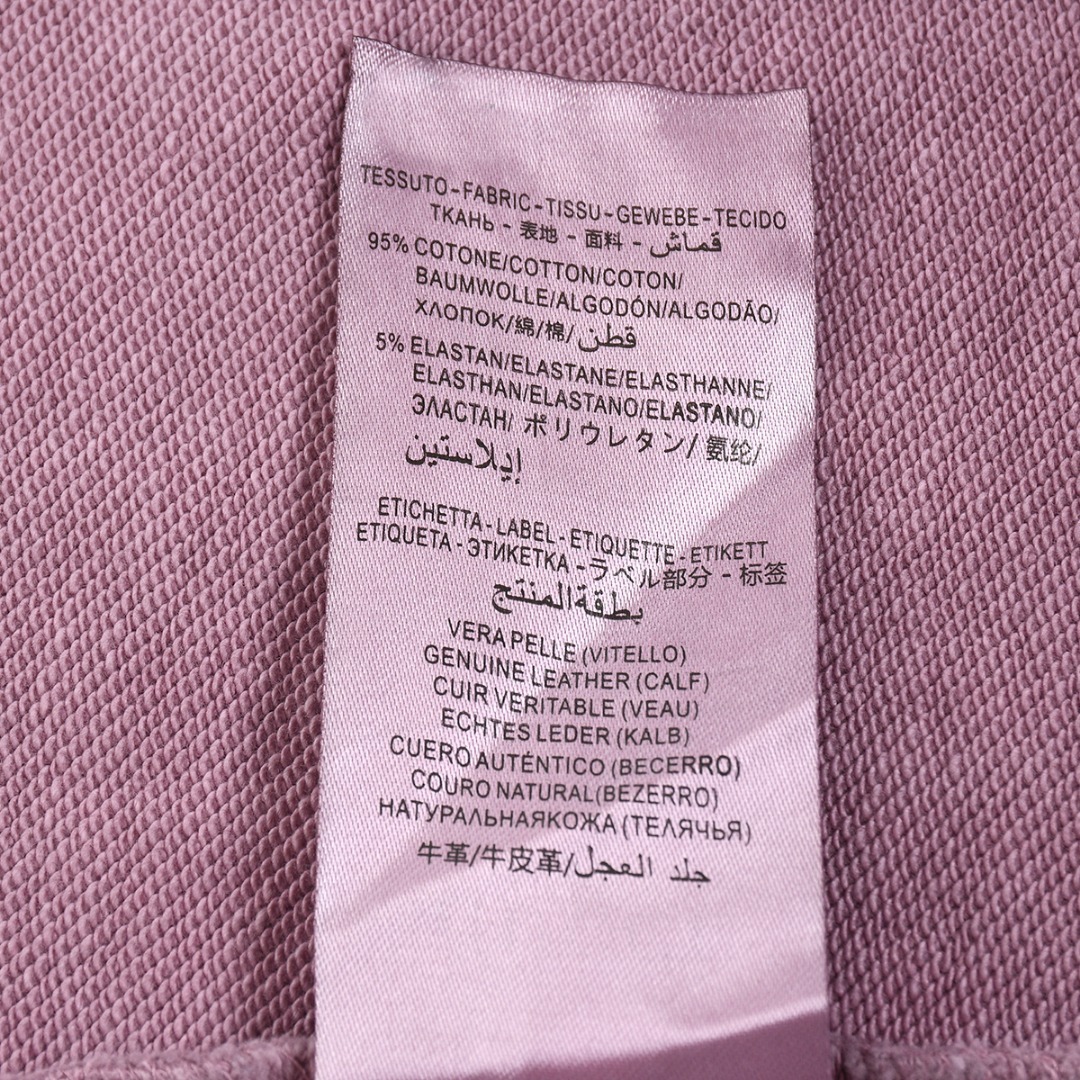 TESSUTO-FABRIC-TISSU-GEWEBE-TECIDO
ТКАНЬ - 表地 - 面料 - قماش
95% COTONE/COTTON/COTON/
BAUMWOLLE/ALGODÓN/ALGODÃO/
ХЛОПОК/綿/棉/قطن
5% ELASTAN/ELASTANE/ELASTHANNE/
ELASTHAN/ELASTANO/ELASTANO/
ЭЛАСТАН/ ポリウレタン/ 氨纶/
إيلاستين
ETICHETTA-LABEL-ETIQUETTE-ETIKETT
ETIQUETA-ЭТИКЕТКА-ラベル部分 - 标签
بطقة المنتج
VERA PELLE (VITELLO)
GENUINE LEATHER (CALF)
CUIR VERITABLE (VEAU)
ECHTES LEDER (KALB)
CUERO AUTÉNTICO (BECERRO)
COURO NATURAL(BEZERRO)
НАТУРАЛЬНАЯКОЖА (ТЕЛЯЧЬЯ)
牛革/牛皮革/جلد العجل